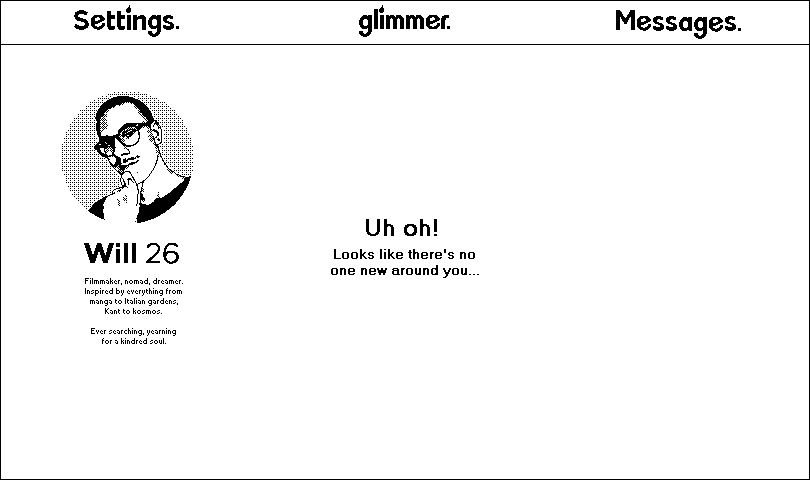 Settings.
glimmer.
Messages.
Will 26
Filmmaker, nomad, dreamer.
Inspired by everything from
manga to Italian gardens,
Kant to kosmos.
Ever searching, yearning
for a kindred soul.
Uh oh!
Looks like there's no
one new around you...